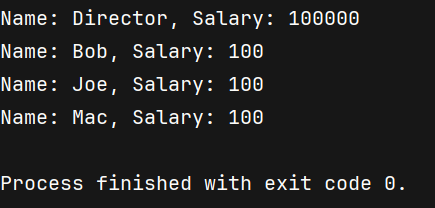 Name: Director, Salary: 100000
Name: Bob, Salary: 100
Name: Joe, Salary: 100
Name: Mac, Salary: 100
Process finished with exit code 0.